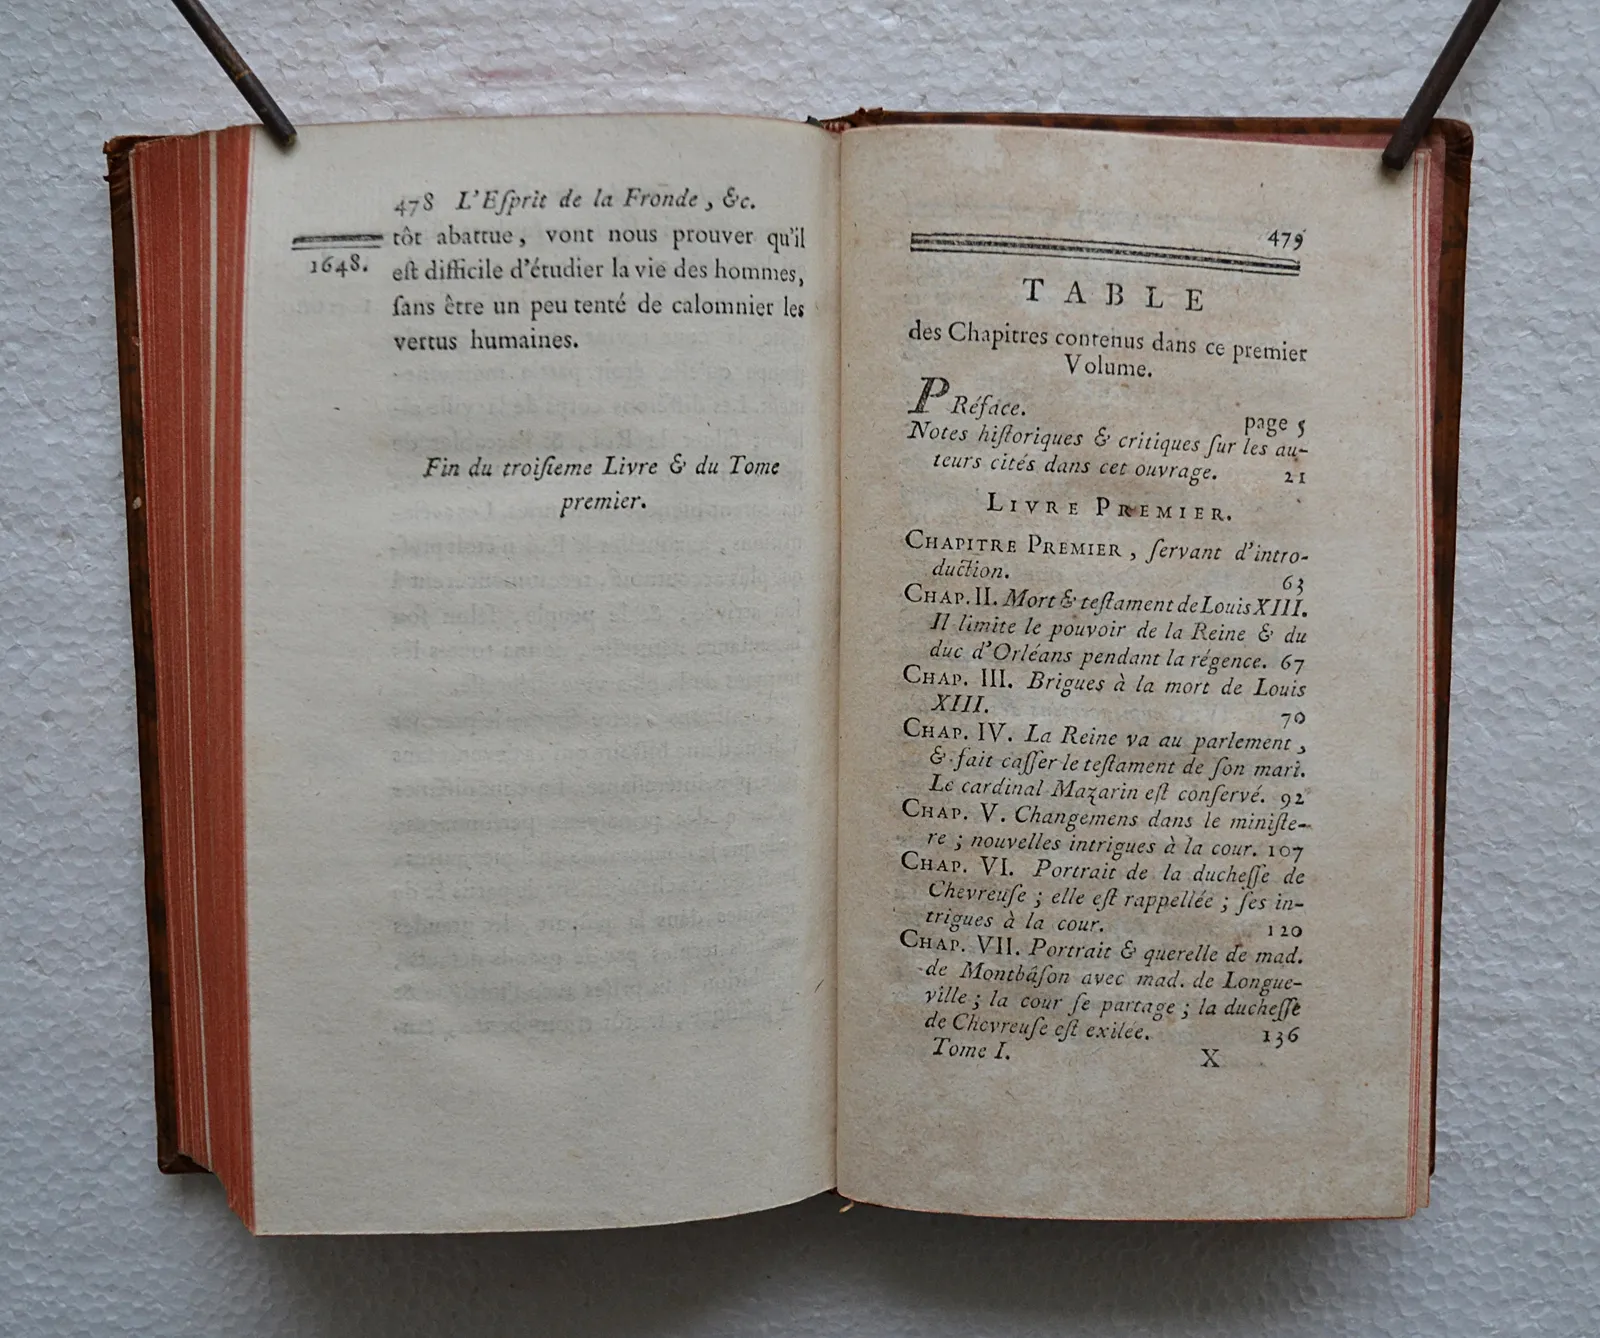 478 L'Eſprit de la Fronde, &c.
1648.
tôt abattue, vont nous prouver qu'il
eſt difficile d'étudier la vie des hommes,
ſans être un peu tenté de calomnier les
vertus humaines.
Fin du troiſieme Livre & du Tome
premier.
479
TABLE
des Chapitres contenus dans ce premier
Volume.
PRéface. page 5
Notes hiſtoriques & critiques ſur les au-
teurs cités dans cet ouvrage. 21
LIVRE PREMIER.
CHAPITRE PREMIER, ſervant d'intro-
duction. 63
CHAP. II. Mort & teſtament de Louis XIII.
Il limite le pouvoir de la Reine & du
duc d'Orléans pendant la régence. 67
CHAP. III. Brigues à la mort de Louis
XIII. 70
CHAP. IV. La Reine va au parlement,
& fait caſſer le teſtament de ſon mari.
Le cardinal Mazarin eſt conſervé. 92
CHAP. V. Changemens dans le miniſte-
re ; nouvelles intrigues à la cour. 107
CHAP. VI. Portrait de la ducheſſe de
Chevreuſe ; elle eſt rappellée ; ſes in-
trigues à la cour. 120
CHAP. VII. Portrait & querelle de mad.
de Montbâſon avec mad. de Longue-
ville ; la cour ſe partage ; la ducheſſe
de Chevreuſe eſt exilée. 136
Tome I. X